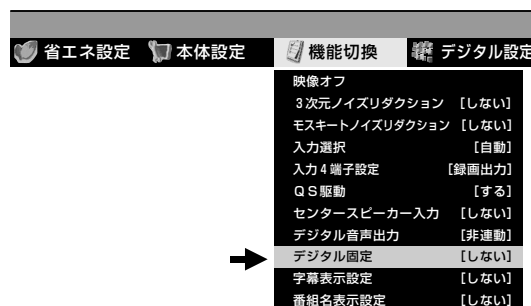 省エネ設定 本体設定 機能切換 デジタル設定
映像オフ
３次元ノイズリダクション [しない]
モスキートノイズリダクション [しない]
入力選択 [自動]
入力４端子設定 [録画出力]
ＱＳ駆動 [する]
センタースピーカー入力 [しない]
デジタル音声出力 [非連動]
デジタル固定 [しない]
字幕表示設定 [しない]
番組名表示設定 [しない]